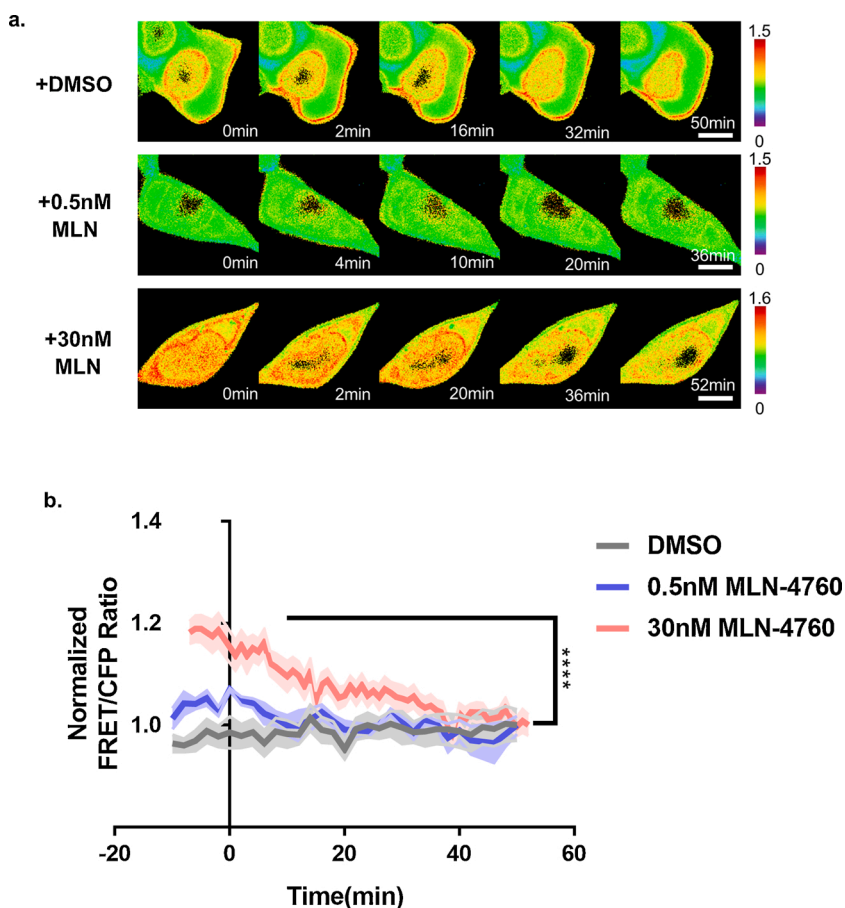 a.
+DMSO
0min
2min
16min
32min
50min
1.5
0
+0.5nM
MLN
0min
4min
10min
20min
36min
1.5
0
+30nM
MLN
0min
2min
20min
36min
52min
1.6
0
b.
Normalized
FRET/CFP Ratio
1.4
1.2
1.0
-20
0
20
40
60
Time(min)
****
DMSO
0.5nM MLN-4760
30nM MLN-4760